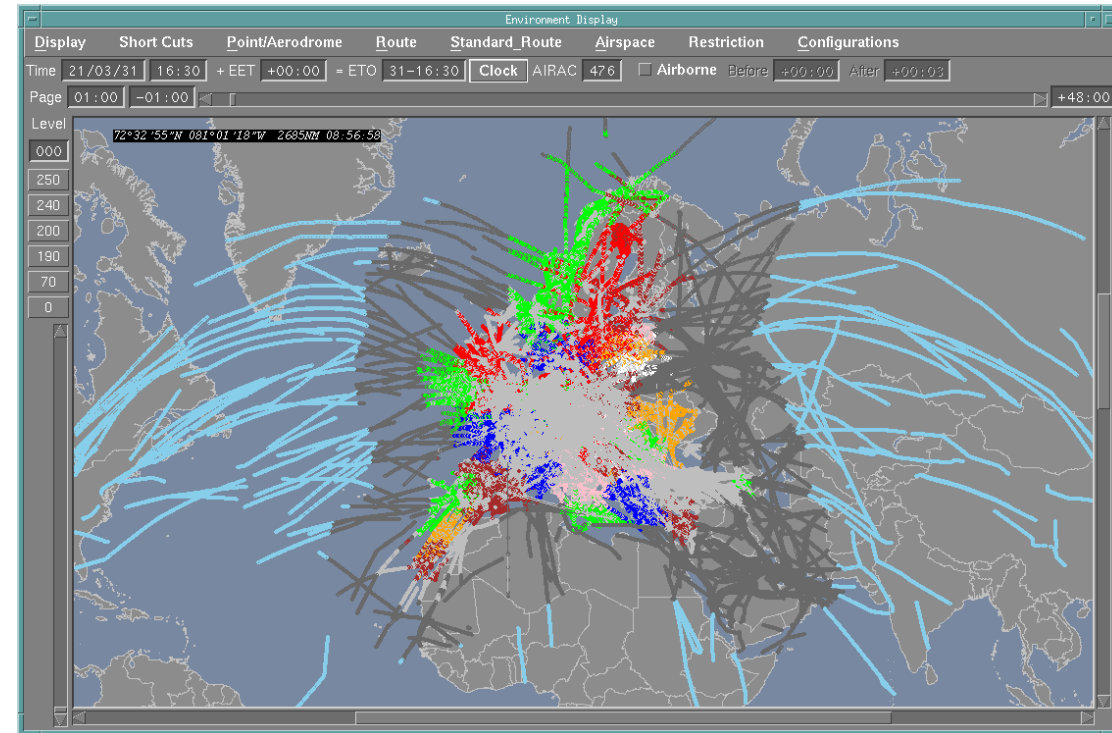 Environment Display
Display Short Cuts Point/Aerodrome Route Standard_Route Airspace Restriction Configurations
Time 21/03/31 16:30 + EET +00:00 = ETO 31-16:30 Clock AIRAC 476 Airborne Before +00:00 After +00:03
Page 01:00 -01:00 +48:00
Level
72°32'55"N 081°01'18"W 2685NM 08:56:58
000
250
240
200
190
70
0